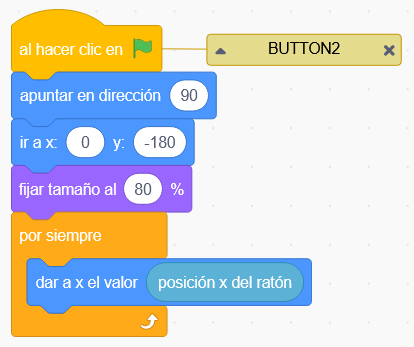 al hacer clic en BUTTON2
apuntar en dirección 90
ir a x: 0 y: -180
fijar tamaño al 80 %
por siempre
dar a x el valor posición x del ratón